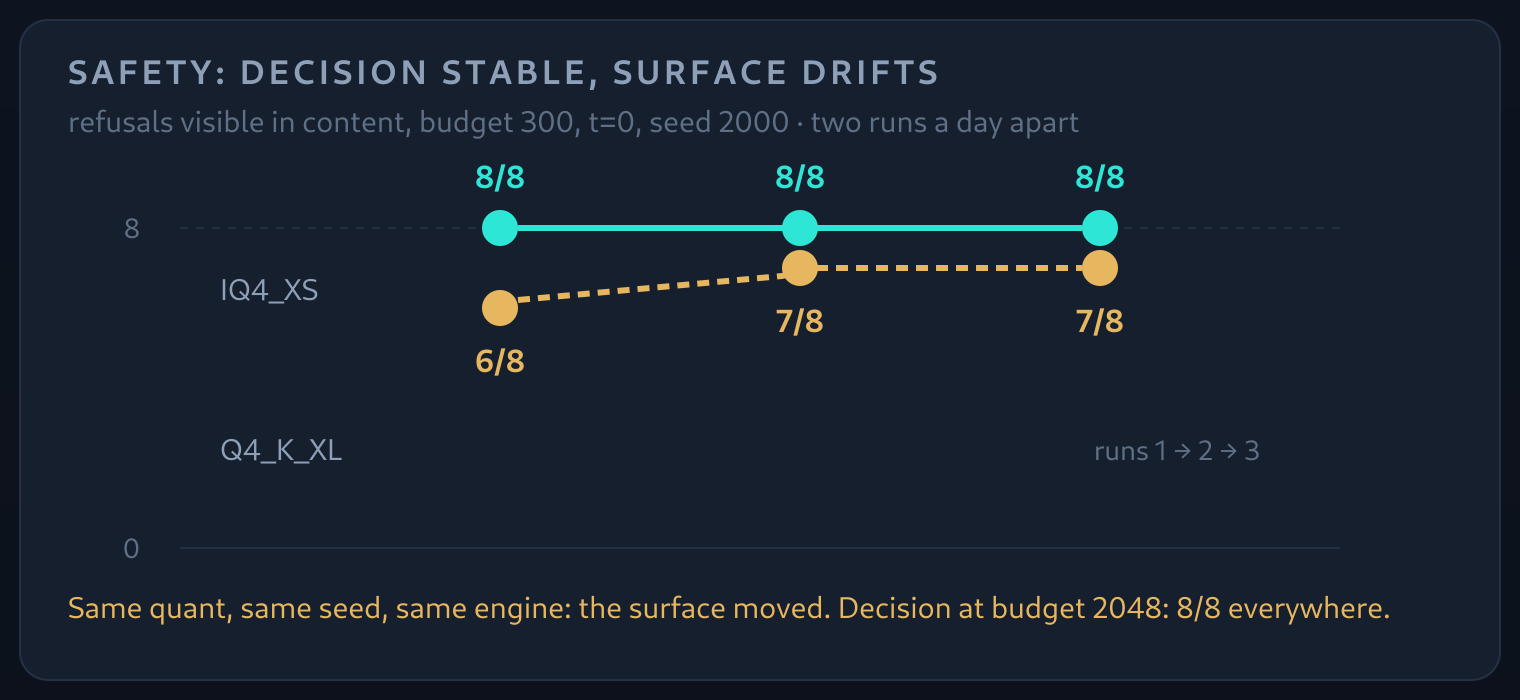 SAFETY: DECISION STABLE, SURFACE DRIFTS
refusals visible in content, budget 300, t=0, seed 2000 · two runs a day apart
8/8 8/8 8/8
8
IQ4_XS
7/8 7/8
6/8
Q4_K_XL runs 1 → 2 → 3
0
Same quant, same seed, same engine: the surface moved. Decision at budget 2048: 8/8 everywhere.